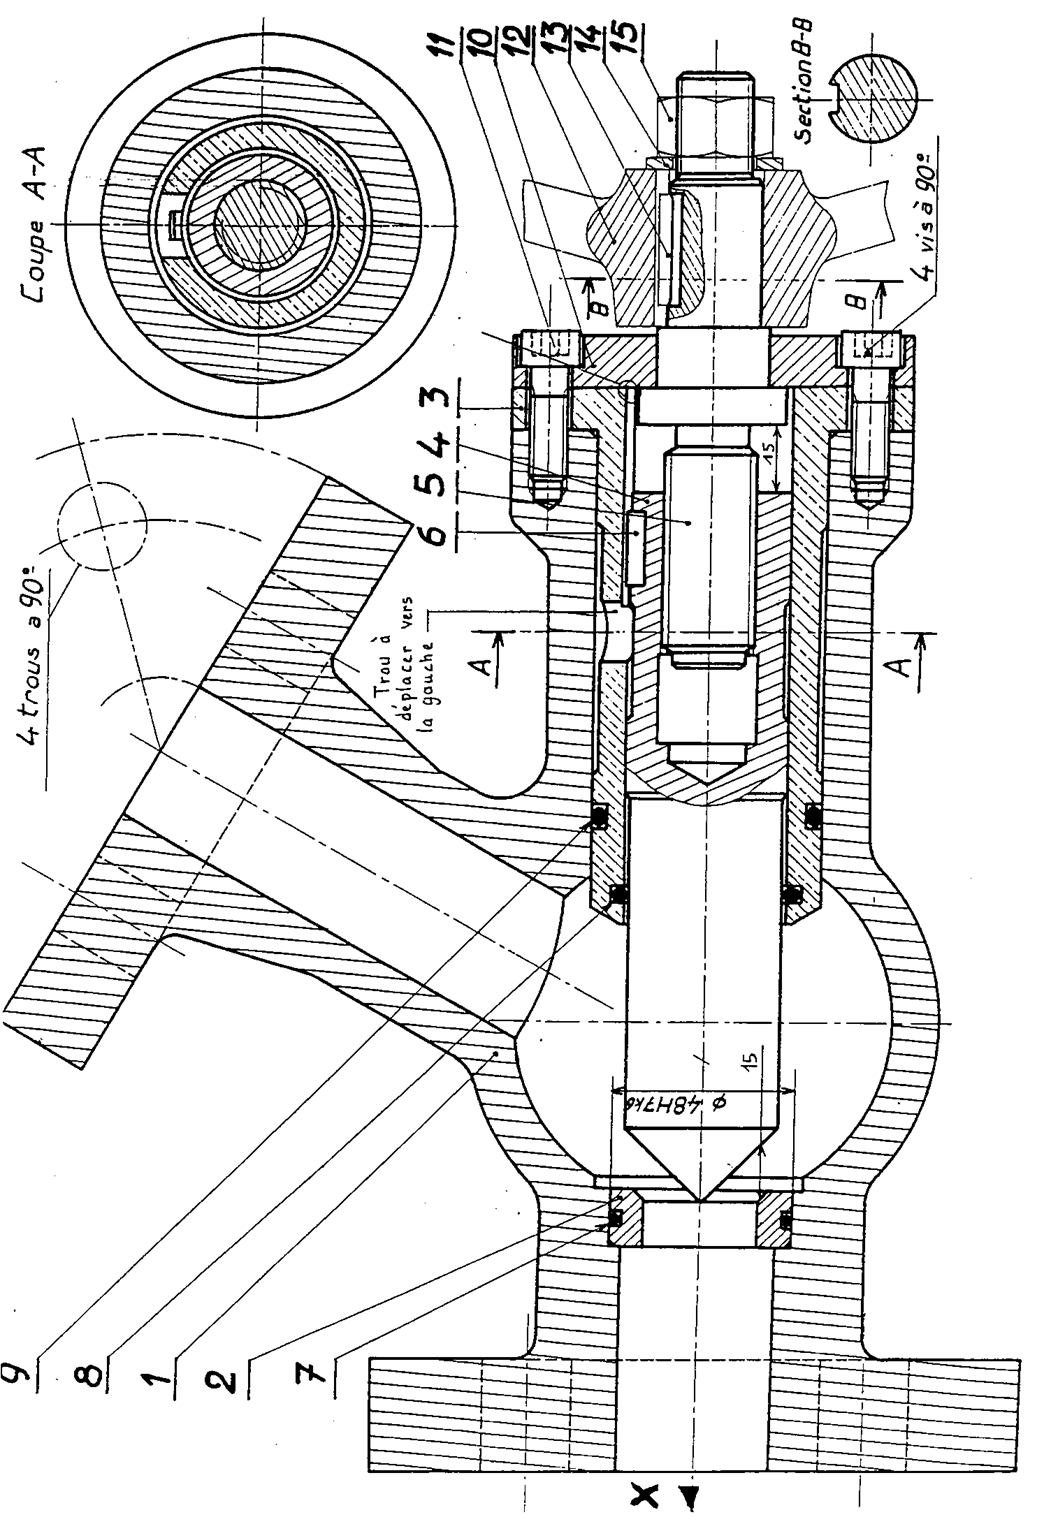 Coupe A-A
11
10
12
13
14
15
Section B-B
4 trous à 90°
3
4
5
6
B
B
4 vis à 90°
Trou à
déplacer vers
la gauche
15
A
A
15
φ 48H7k6
9
8
1
2
7
X